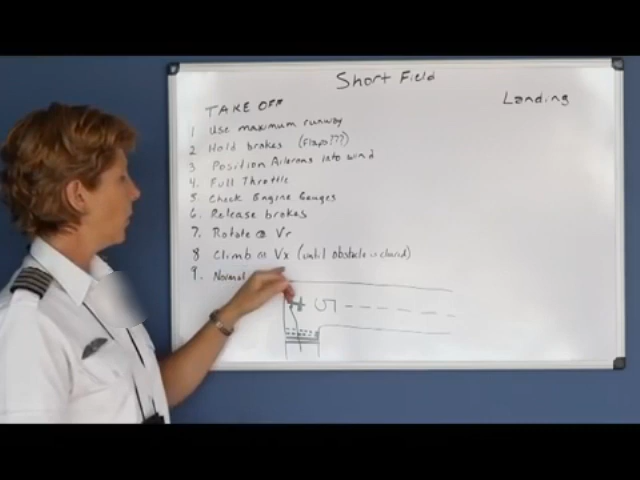 Short Field
TAKE OFF
Landing
1 Use maximum runway
2 Hold brakes (flaps???)
3 Position Ailerons into wind
4. Full Throttle
5. Check Engine Gauges
6. Release brakes
7. Rotate @ Vr
8 Climb at Vx (until obstacle is cleard)
9. Normal
5